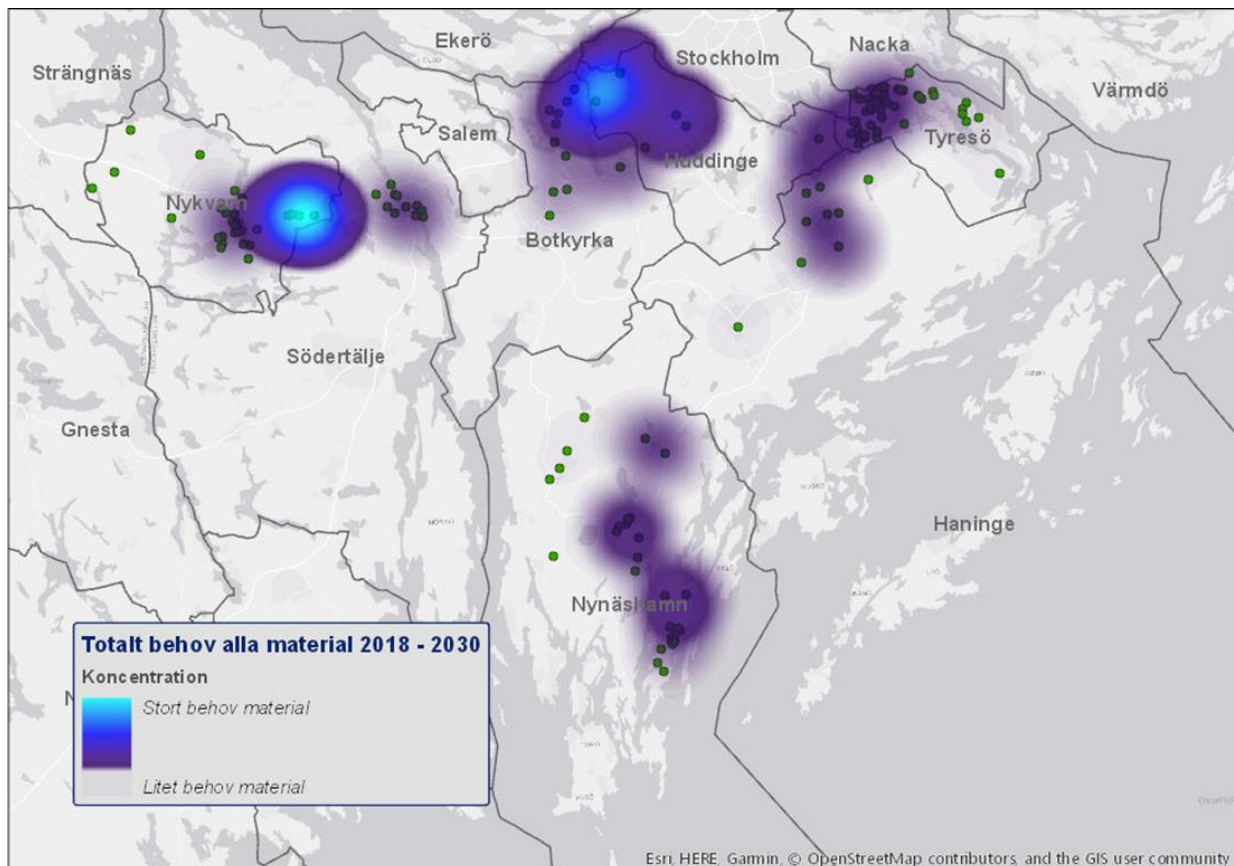 Ekerö
Stockholm
Nacka
Strängnäs
Värmdö
Salem
Tyresö
Huddinge
Nykvarn
Botkyrka
Södertälje
Gnesta
Haninge
Nynäshamn
Totalt behov alla material 2018 - 2030
Koncentration
Stort behov material
Litet behov material
Esri, HERE, Garmin, © OpenStreetMap contributors, and the GIS user community